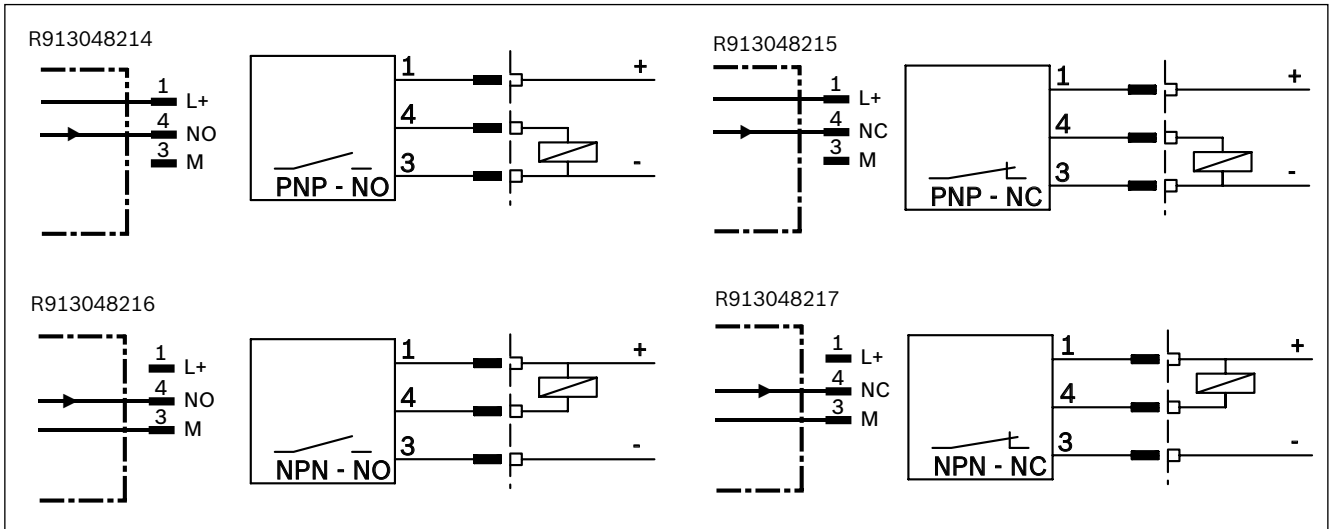 R913048214
1
L+
4
NO
3
M
1
4
3
PNP - NO
+
-
R913048215
1
L+
4
NC
3
M
1
4
3
PNP - NC
+
-
R913048216
1
L+
4
NO
3
M
1
4
3
NPN - NO
+
-
R913048217
1
L+
4
NC
3
M
1
4
3
NPN - NC
+
-